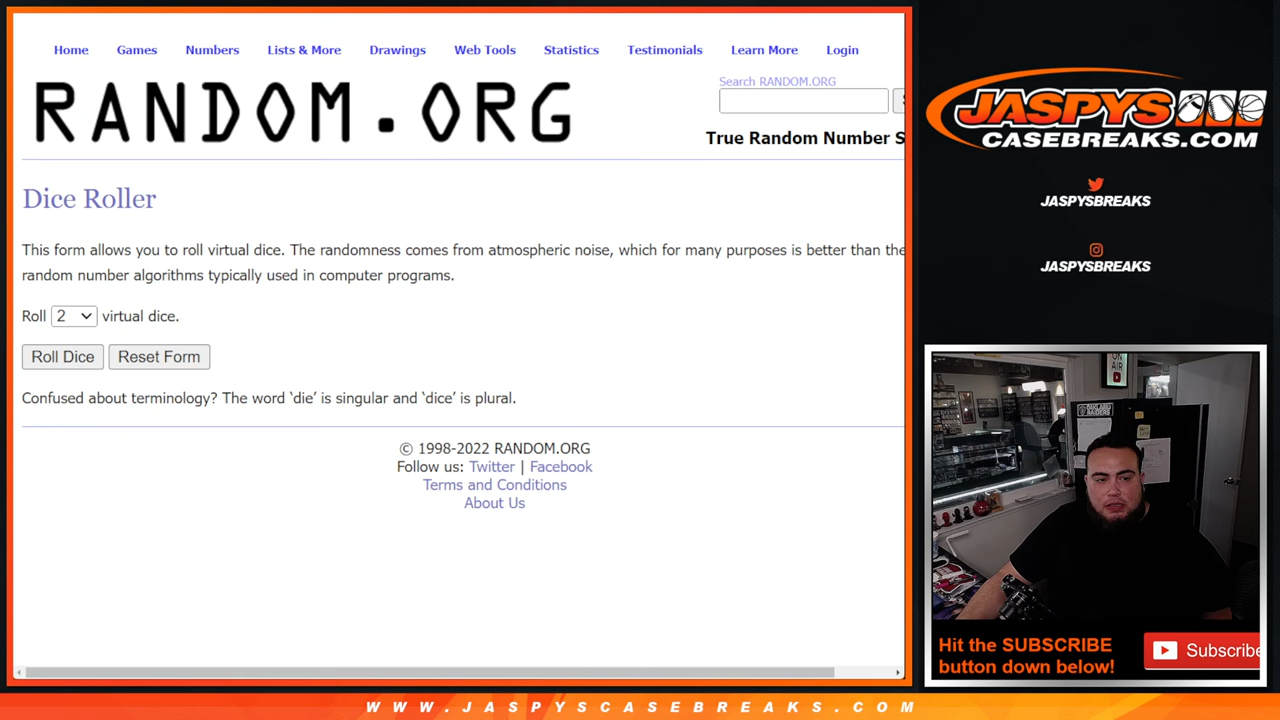 Home Games Numbers Lists & More Drawings Web Tools Statistics Testimonials Learn More Login
RANDOM.ORG
Search RANDOM.ORG
True Random Number S
Dice Roller
This form allows you to roll virtual dice. The randomness comes from atmospheric noise, which for many purposes is better than the
random number algorithms typically used in computer programs.
Roll 2 virtual dice.
Roll Dice Reset Form
Confused about terminology? The word ‘die’ is singular and ‘dice’ is plural.
© 1998-2022 RANDOM.ORG
Follow us: Twitter | Facebook
Terms and Conditions
About Us
JASPYS
CASEBREAKS.COM
JASPYSBREAKS
JASPYSBREAKS
ON AIR
Hit the SUBSCRIBE
button down below!
Subscribe
WWW.JASPYSCASEBREAKS.COM